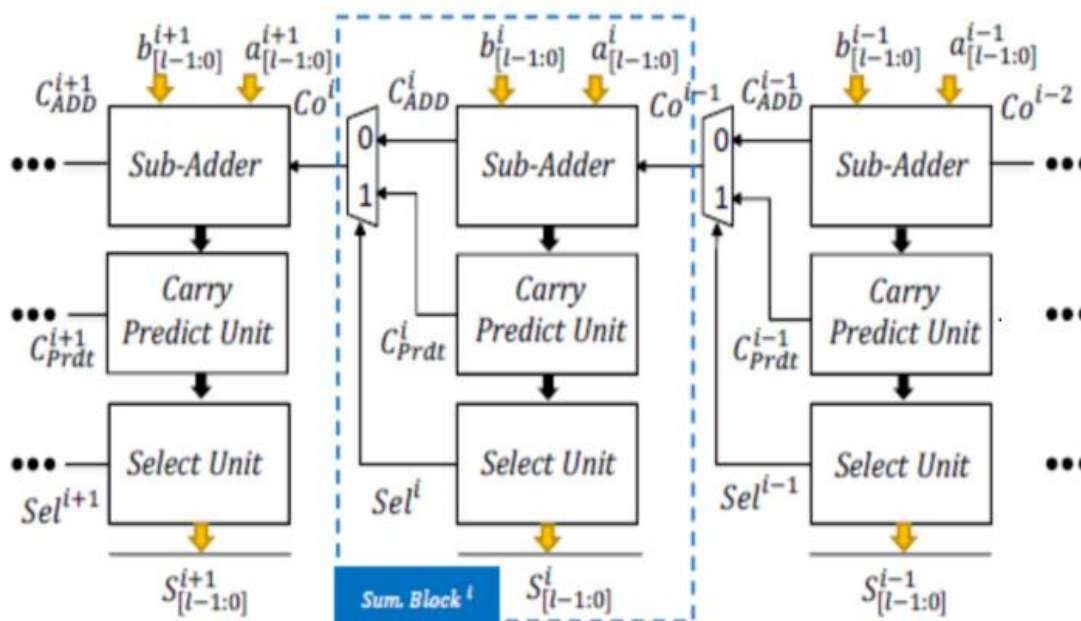 b^{i+1}_{[l-1:0]} a^{i+1}_{[l-1:0]} b^{i}_{[l-1:0]} a^{i}_{[l-1:0]} b^{i-1}_{[l-1:0]} a^{i-1}_{[l-1:0]}
C^{i+1}_{ADD} Co^{i} C^{i}_{ADD} Co^{i-1} C^{i-1}_{ADD} Co^{i-2}
Sub-Adder 0 Sub-Adder 0 Sub-Adder
1 1
Carry Carry Carry
Predict Unit Predict Unit Predict Unit
C^{i+1}_{Prdt} C^{i}_{Prdt} C^{i-1}_{Prdt}
Select Unit Select Unit Select Unit
Sel^{i+1} Sel^{i} Sel^{i-1}
S^{i+1}_{[l-1:0]} Sum. Block^{i} S^{i}_{[l-1:0]} S^{i-1}_{[l-1:0]}